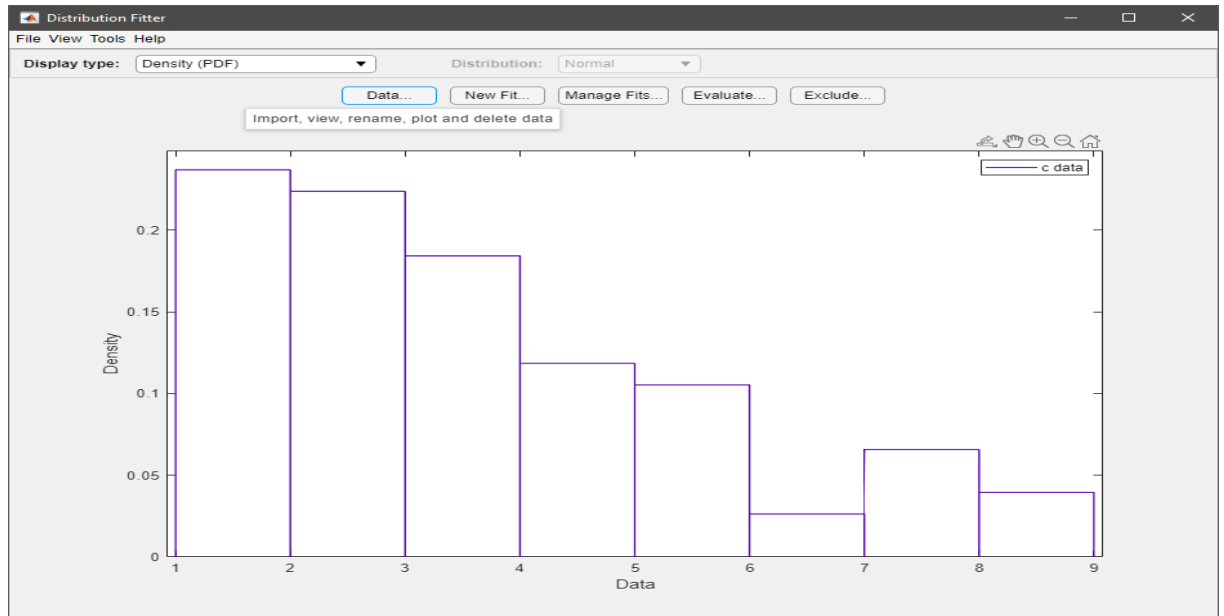 Distribution Fitter
File View Tools Help
Display type: Density (PDF) Distribution: Normal
Data... New Fit... Manage Fits... Evaluate... Exclude...
Import, view, rename, plot and delete data
c data
0.2
0.15
0.1
0.05
0
Density
1 2 3 4 5 6 7 8 9
Data